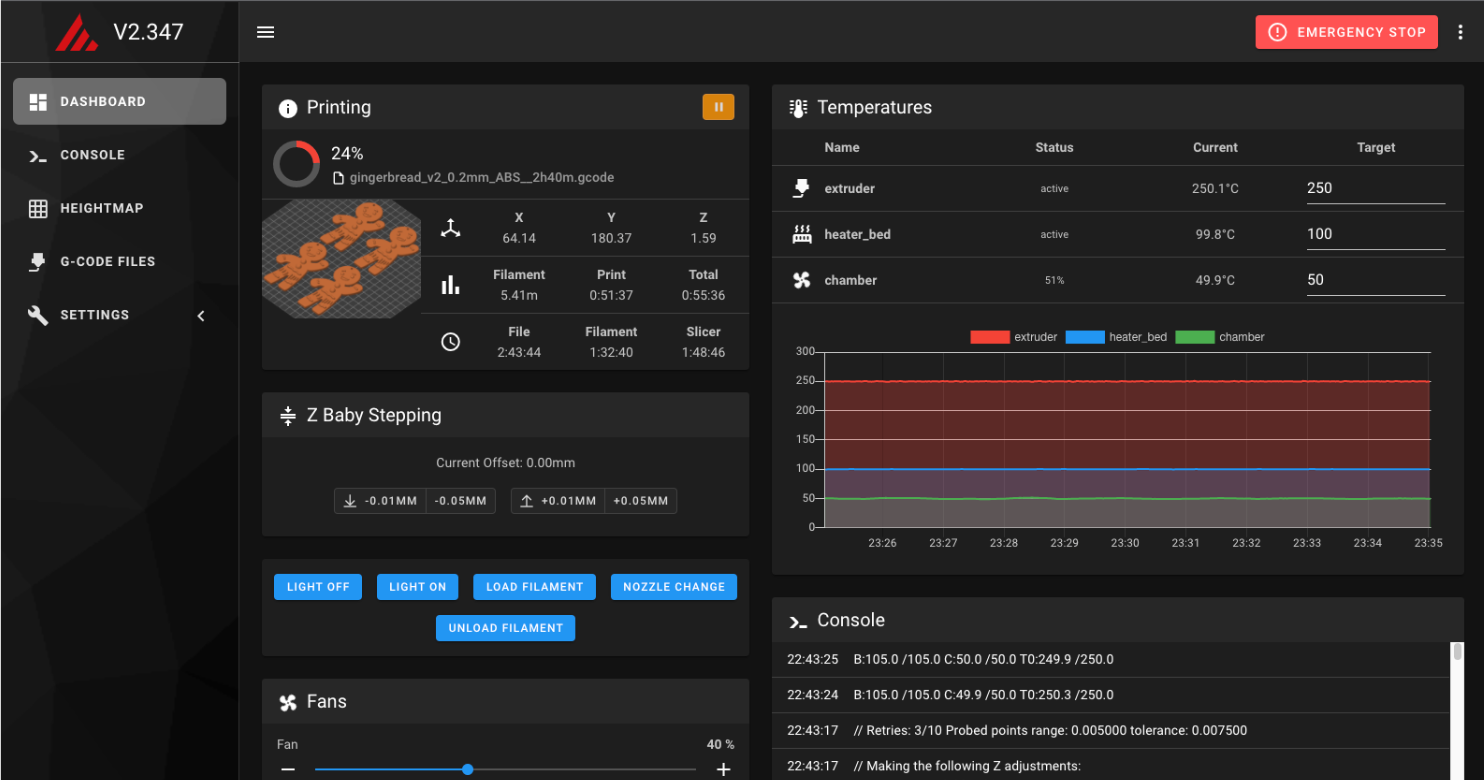 V2.347
EMERGENCY STOP
DASHBOARD
CONSOLE
HEIGHTMAP
G-CODE FILES
SETTINGS
Printing
24%
gingerbread_v2_0.2mm_ABS__2h40m.gcode
X Y Z
64.14 180.37 1.59
Filament Print Total
5.41m 0:51:37 0:55:36
File Filament Slicer
2:43:44 1:32:40 1:48:46
Z Baby Stepping
Current Offset: 0.00mm
-0.01MM -0.05MM +0.01MM +0.05MM
LIGHT OFF LIGHT ON LOAD FILAMENT NOZZLE CHANGE
UNLOAD FILAMENT
Fans
Fan 40 %
Temperatures
Name Status Current Target
extruder active 250.1°C 250
heater_bed active 99.8°C 100
chamber 51% 49.9°C 50
extruder heater_bed chamber
300
250
200
150
100
50
0
23:26 23:27 23:28 23:29 23:30 23:31 23:32 23:33 23:34 23:35
Console
22:43:25 B:105.0 /105.0 C:50.0 /50.0 T0:249.9 /250.0
22:43:24 B:105.0 /105.0 C:49.9 /50.0 T0:250.3 /250.0
22:43:17 // Retries: 3/10 Probed points range: 0.005000 tolerance: 0.007500
22:43:17 // Making the following Z adjustments: